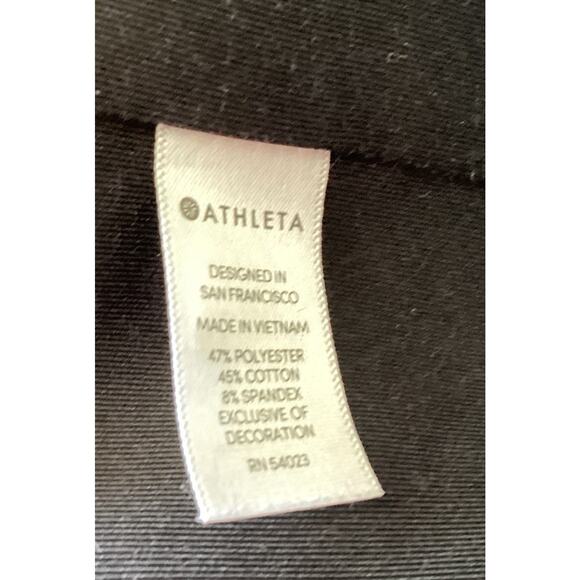 ATHLETA
DESIGNED IN
SAN FRANCISCO
MADE IN VIETNAM
47% POLYESTER
45% COTTON
8% SPANDEX
EXCLUSIVE OF
DECORATION
RN 54023